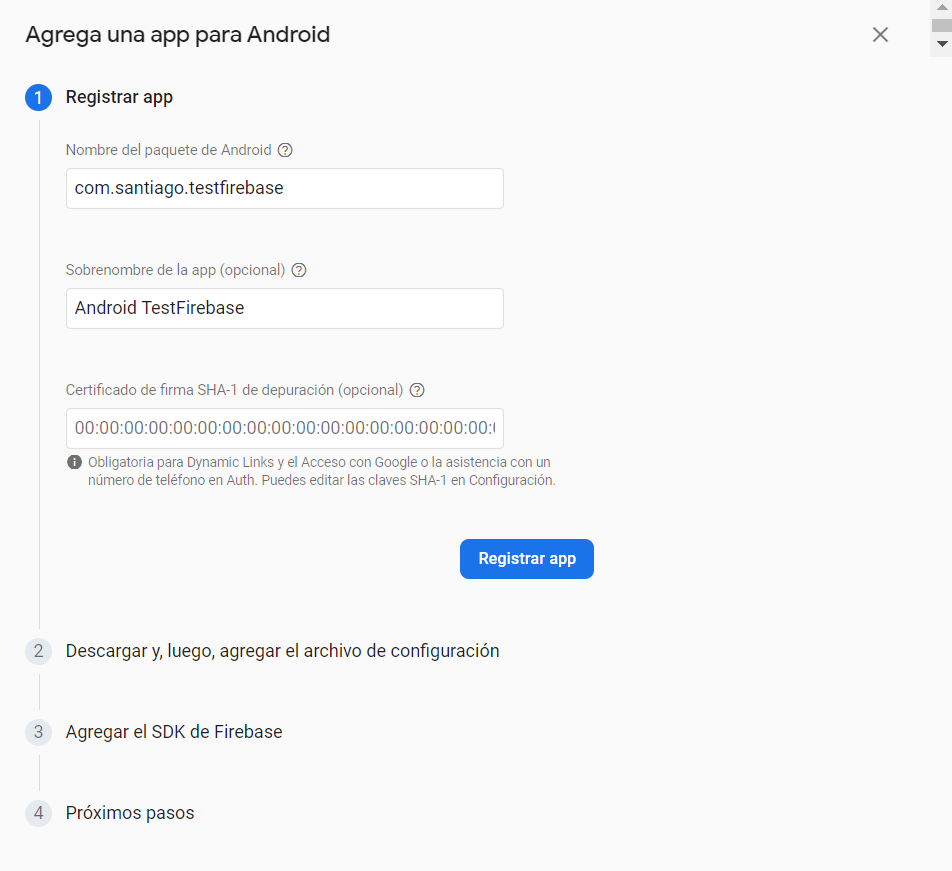 Agrega una app para Android
1 Registrar app
Nombre del paquete de Android
com.santiago.testfirebase
Sobrenombre de la app (opcional)
Android TestFirebase
Certificado de firma SHA-1 de depuración (opcional)
00:00:00:00:00:00:00:00:00:00:00:00:00:00:00:00:00:
Obligatoria para Dynamic Links y el Acceso con Google o la asistencia con un
número de teléfono en Auth. Puedes editar las claves SHA-1 en Configuración.
Registrar app
2 Descargar y, luego, agregar el archivo de configuración
3 Agregar el SDK de Firebase
4 Próximos pasos